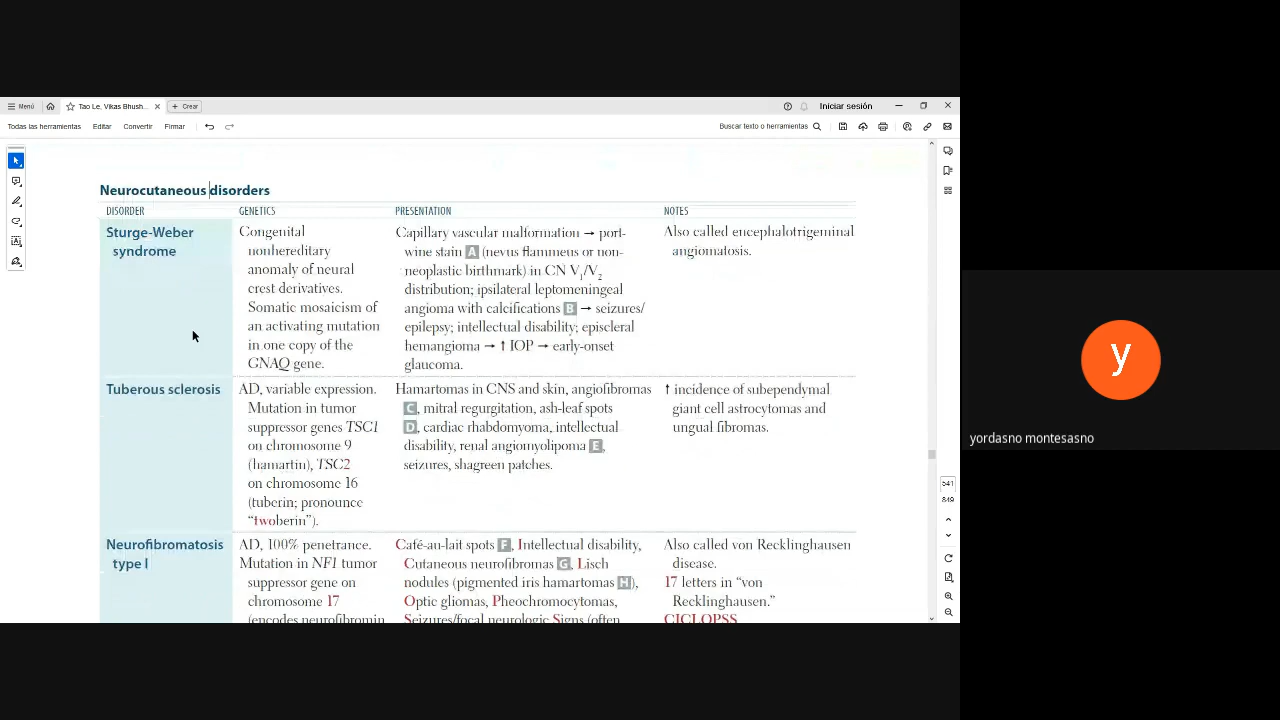 Menú
Tao Le, Vikas Bhush...
Crear
Iniciar sesión
Todas las herramientas Editar Convertir Firmar
Buscar texto o herramientas
Neurocutaneous disorders
DISORDER GENETICS PRESENTATION NOTES
Sturge-Weber
syndrome
Congenital
nonhereditary
anomaly of neural
crest derivatives.
Somatic mosaicism of
an activating mutation
in one copy of the
GNAQ gene.
Capillary vascular malformation → port-
wine stain A (nevus flammeus or non-
neoplastic birthmark) in CN V1/V2
distribution; ipsilateral leptomeningeal
angioma with calcifications B → seizures/
epilepsy; intellectual disability; episcleral
hemangioma → ↑ IOP → early-onset
glaucoma.
Also called encephalotrigeminal
angiomatosis.
Tuberous sclerosis
AD, variable expression.
Mutation in tumor
suppressor genes TSC1
on chromosome 9
(hamartin), TSC2
on chromosome 16
(tuberin; pronounce
“twoberin”).
Hamartomas in CNS and skin, angiofibromas
C, mitral regurgitation, ash-leaf spots
D, cardiac rhabdomyoma, intellectual
disability, renal angiomyolipoma E,
seizures, shagreen patches.
↑ incidence of subependymal
giant cell astrocytomas and
ungual fibromas.
Neurofibromatosis
type I
AD, 100% penetrance.
Mutation in NF1 tumor
suppressor gene on
chromosome 17
(encodes neurofibromin
Café-au-lait spots F, Intellectual disability,
Cutaneous neurofibromas G, Lisch
nodules (pigmented iris hamartomas H),
Optic gliomas, Pheochromocytomas,
Seizures/focal neurologic Signs (often
Also called von Recklinghausen
disease.
17 letters in “von
Recklinghausen.”
CICLOPSS
541
849
y
yordasno montesasno